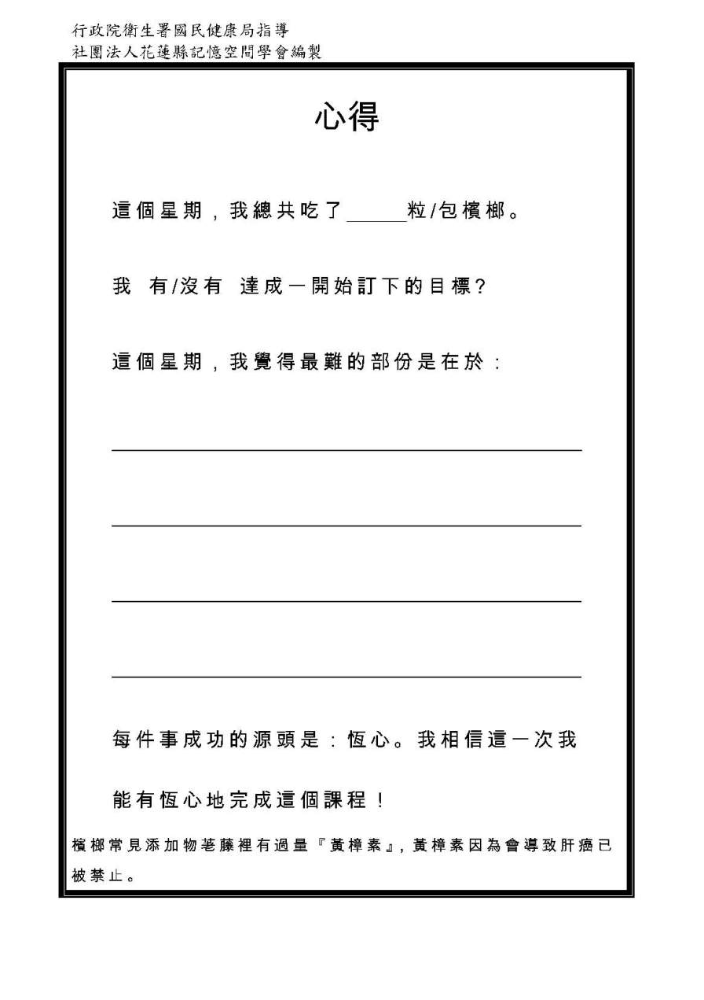 行政院衛生署國民健康局指導
社團法人花蓮縣記憶空間學會編製
心得
這個星期，我總共吃了______粒/包檳榔。
我 有/沒有 達成一開始訂下的目標?
這個星期，我覺得最難的部份是在於：
每件事成功的源頭是：恆心。我相信這一次我
能有恆心地完成這個課程！
檳榔常見添加物荖藤裡有過量『黃樟素』，黃樟素因為會導致肝癌已
被禁止。